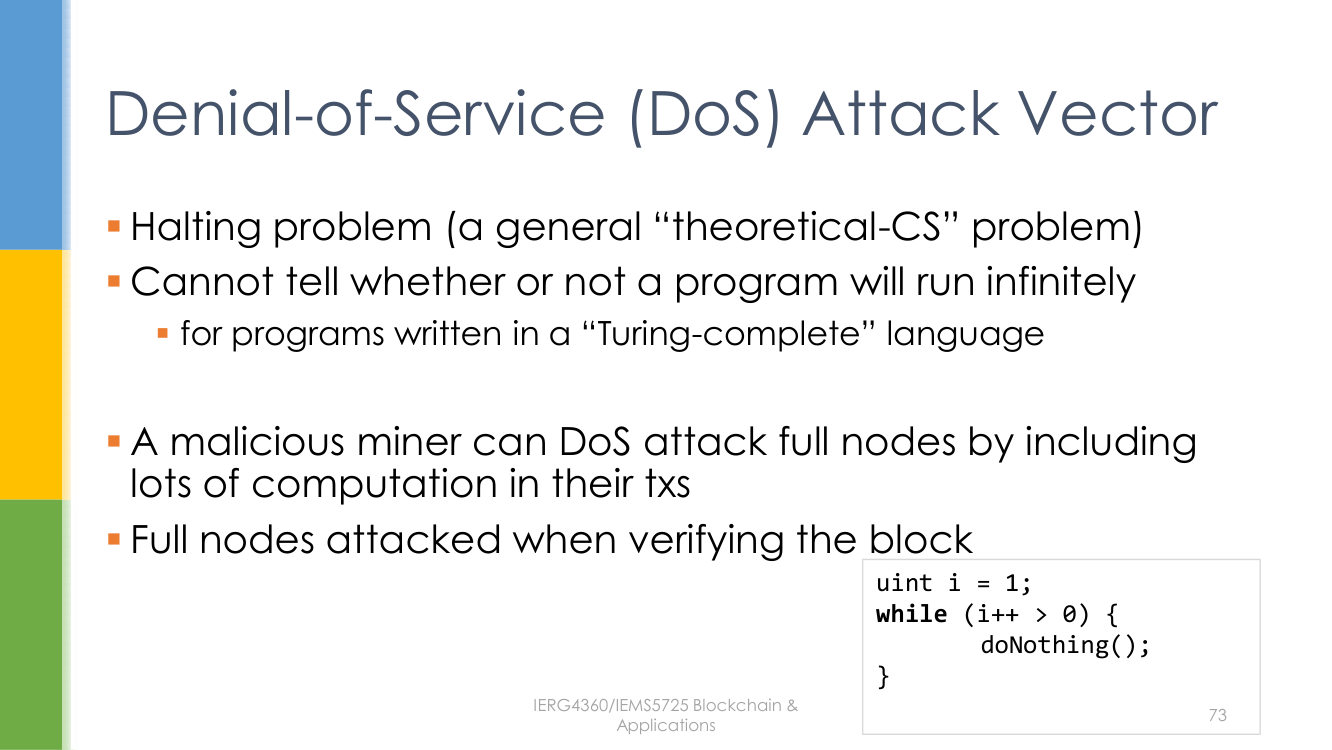 Denial-of-Service (DoS) Attack Vector
▪ Halting problem (a general “theoretical-CS” problem)
▪ Cannot tell whether or not a program will run infinitely
▪ for programs written in a “Turing-complete” language
▪ A malicious miner can DoS attack full nodes by including
lots of computation in their txs
▪ Full nodes attacked when verifying the block
uint i = 1;
while (i++ > 0) {
doNothing();
}
IERG4360/IEMS5725 Blockchain &
Applications
73